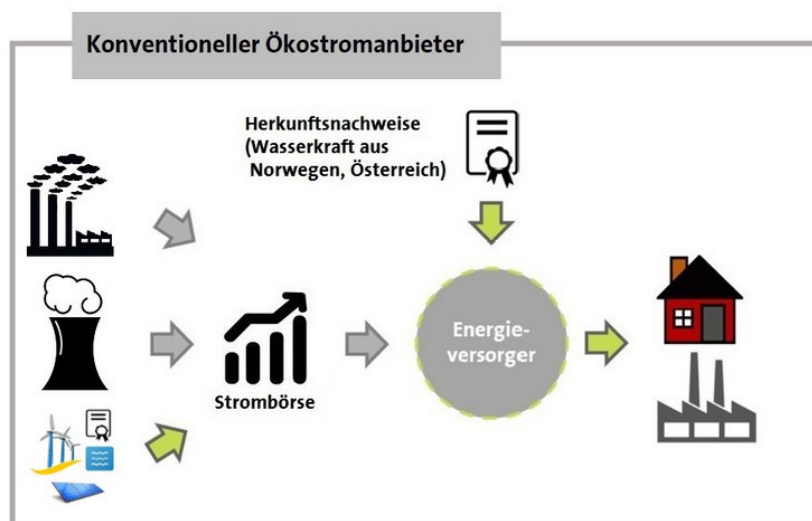 Konventioneller Ökostromanbieter
Herkunftsnachweise
(Wasserkraft aus
Norwegen, Österreich)
Energie-
versorger
Strombörse